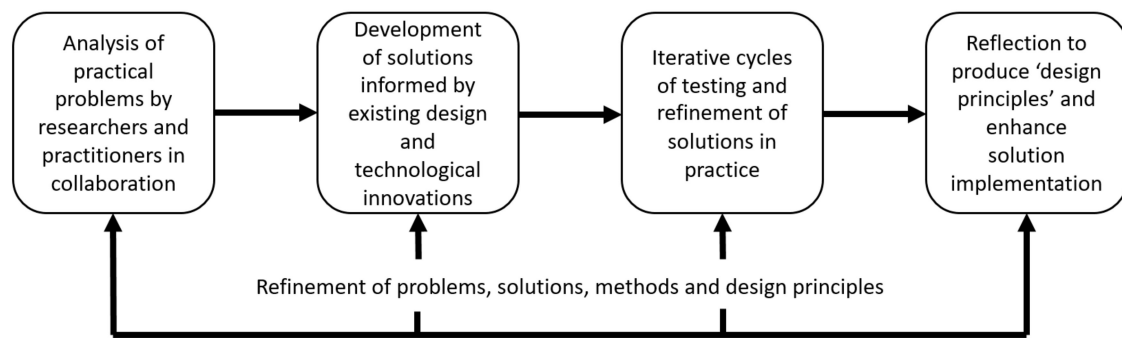 Analysis of
practical
problems by
researchers and
practitioners in
collaboration
Development
of solutions
informed by
existing design
and
technological
innovations
Iterative cycles
of testing and
refinement of
solutions in
practice
Reflection to
produce ‘design
principles’ and
enhance
solution
implementation
Refinement of problems, solutions, methods and design principles